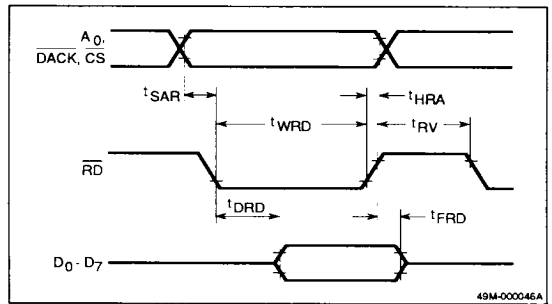 A0,
DACK, CS
tSAR
tHRA
tWRD
tRV
RD
tDRD
tFRD
D0 - D7
49M-000046A